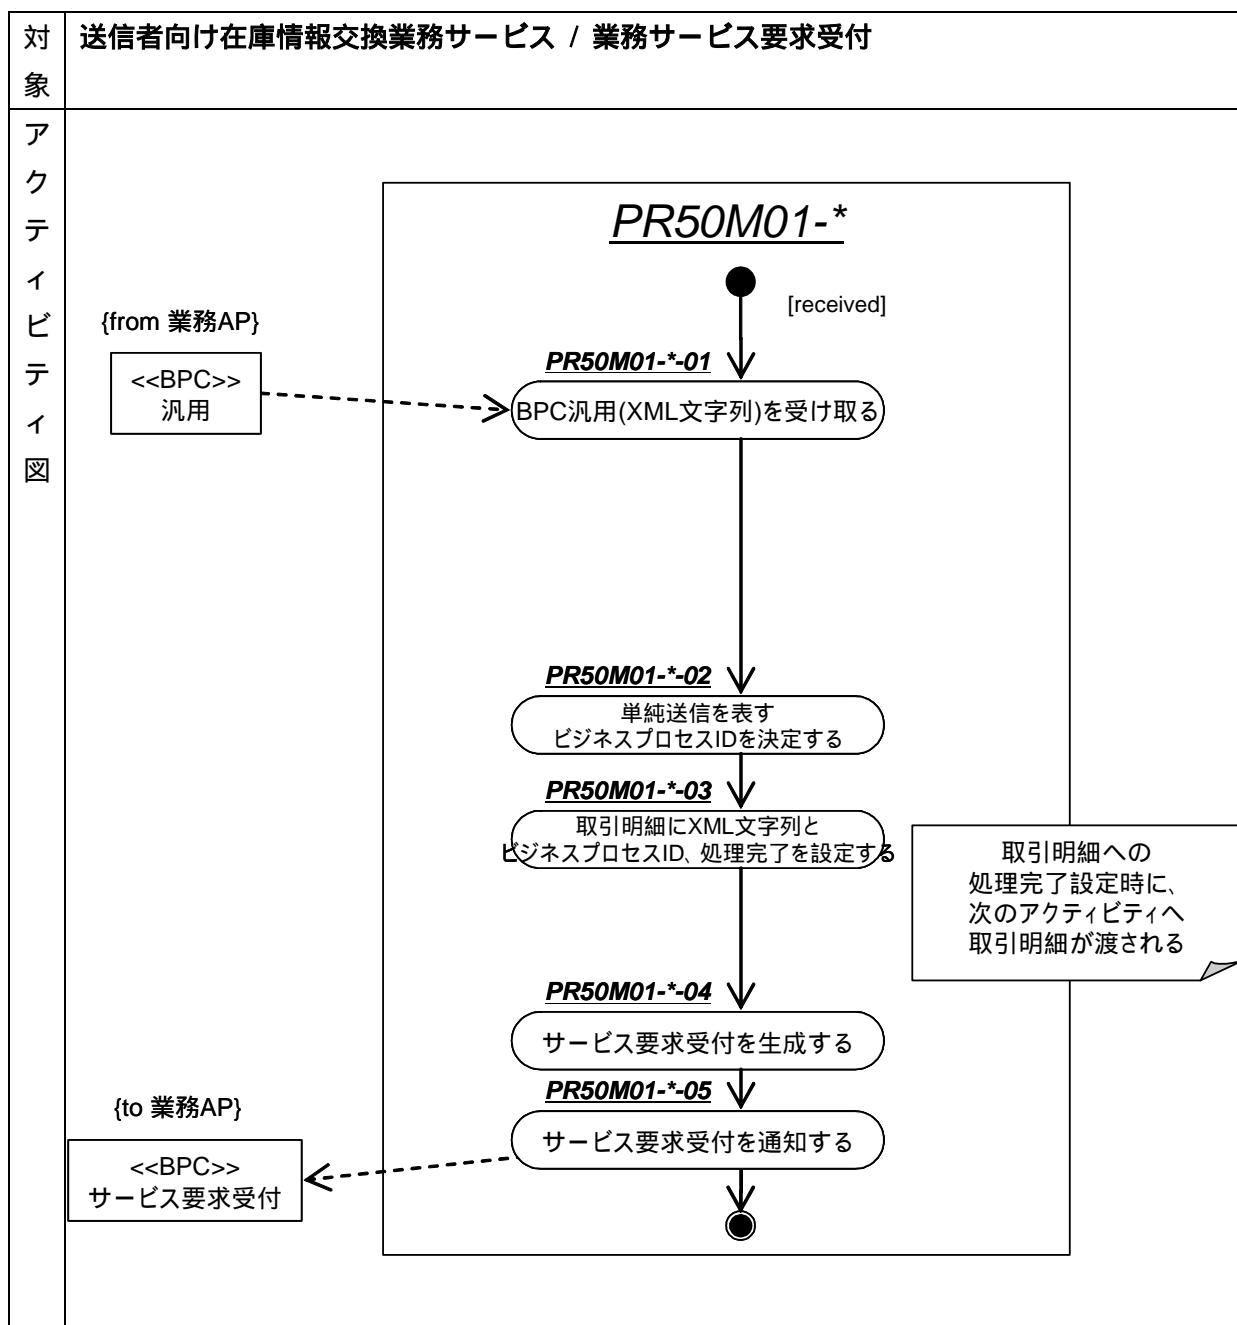 対象
送信者向け在庫情報交換業務サービス / 業務サービス要求受付
アクティビティ図
PR50M01-*
[received]
{from 業務AP}
<<BPC>>
汎用
PR50M01-*-01
BPC汎用(XML文字列)を受け取る
PR50M01-*-02
単純送信を表す
ビジネスプロセスIDを決定する
PR50M01-*-03
取引明細にXML文字列と
ビジネスプロセスID、処理完了を設定する
取引明細への
処理完了設定時に、
次のアクティビティへ
取引明細が渡される
PR50M01-*-04
サービス要求受付を生成する
PR50M01-*-05
サービス要求受付を通知する
{to 業務AP}
<<BPC>>
サービス要求受付